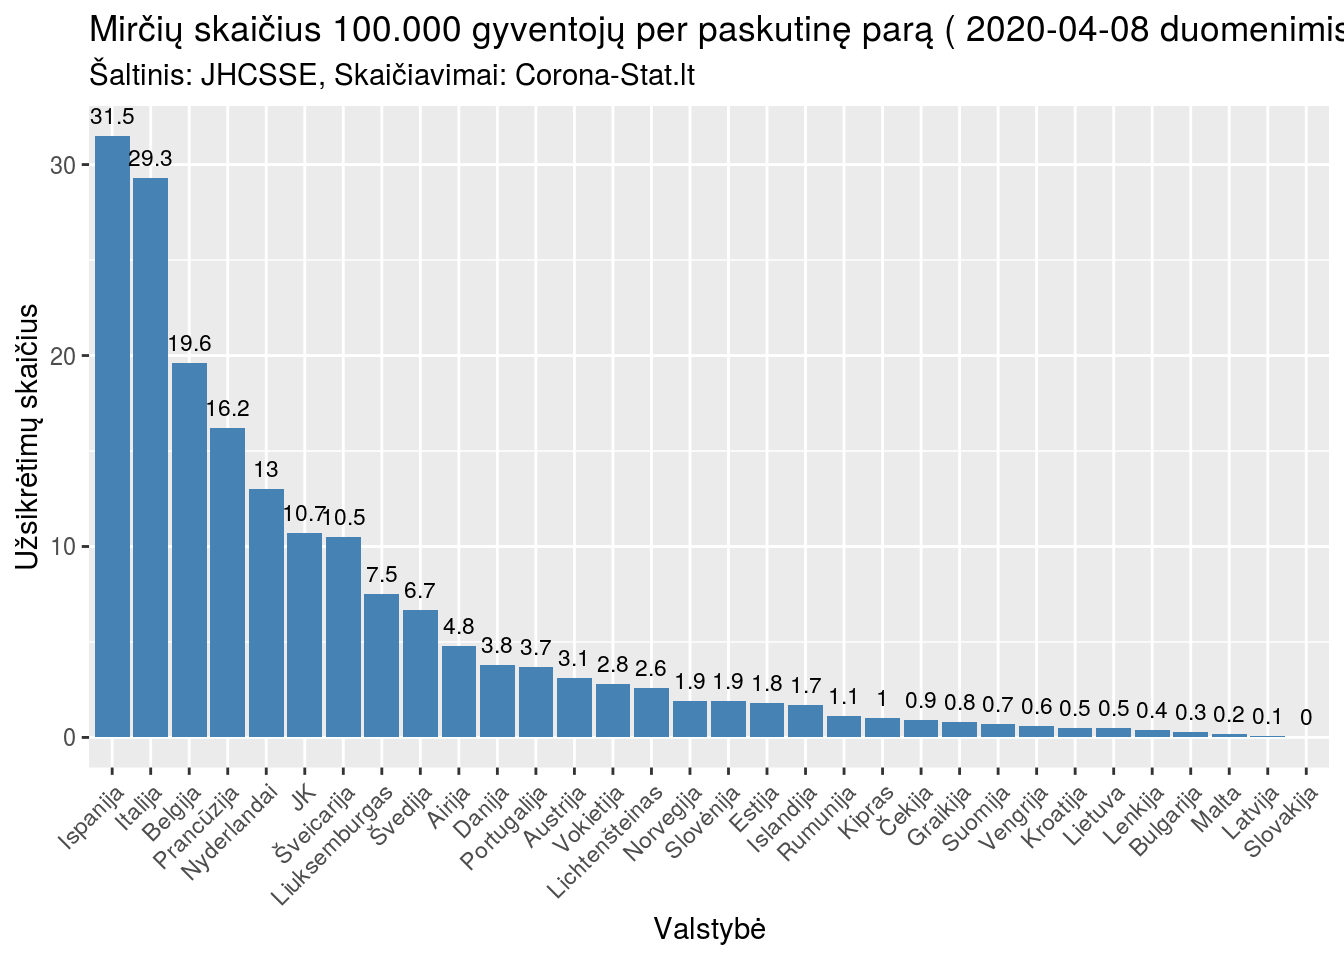 Mirčių skaičius 100.000 gyventojų per paskutinę parą ( 2020-04-08 duomenimis
Šaltinis: JHCSSE, Skaičiavimai: Corona-Stat.lt
Užsikrėtimų skaičius
30
20
10
0
31.5
29.3
19.6
16.2
13
10.7
10.5
7.5
6.7
4.8
3.8
3.7
3.1
2.8
2.6
1.9
1.9
1.8
1.7
1.1
1
0.9
0.8
0.7
0.6
0.5
0.5
0.4
0.3
0.2
0.1
0
Ispanija
Italija
Belgija
Prancūzija
Nyderlandai
JK
Šveicarija
Liuksemburgas
Švedija
Airija
Danija
Portugalija
Austrija
Vokietija
Lichtenšteinas
Norvegija
Slovėnija
Estija
Islandija
Rumunija
Kipras
Čekija
Graikija
Suomija
Vengrija
Kroatija
Lietuva
Lenkija
Bulgarija
Malta
Latvija
Slovakija
Valstybė